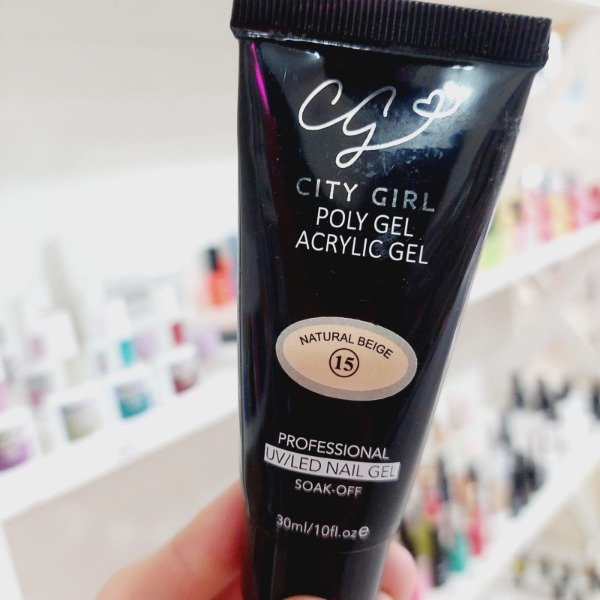 CG
CITY GIRL
POLY GEL
ACRYLIC GEL
NATURAL BEIGE
15
PROFESSIONAL
UV/LED NAIL GEL
SOAK-OFF
30ml/10fl.oz℮